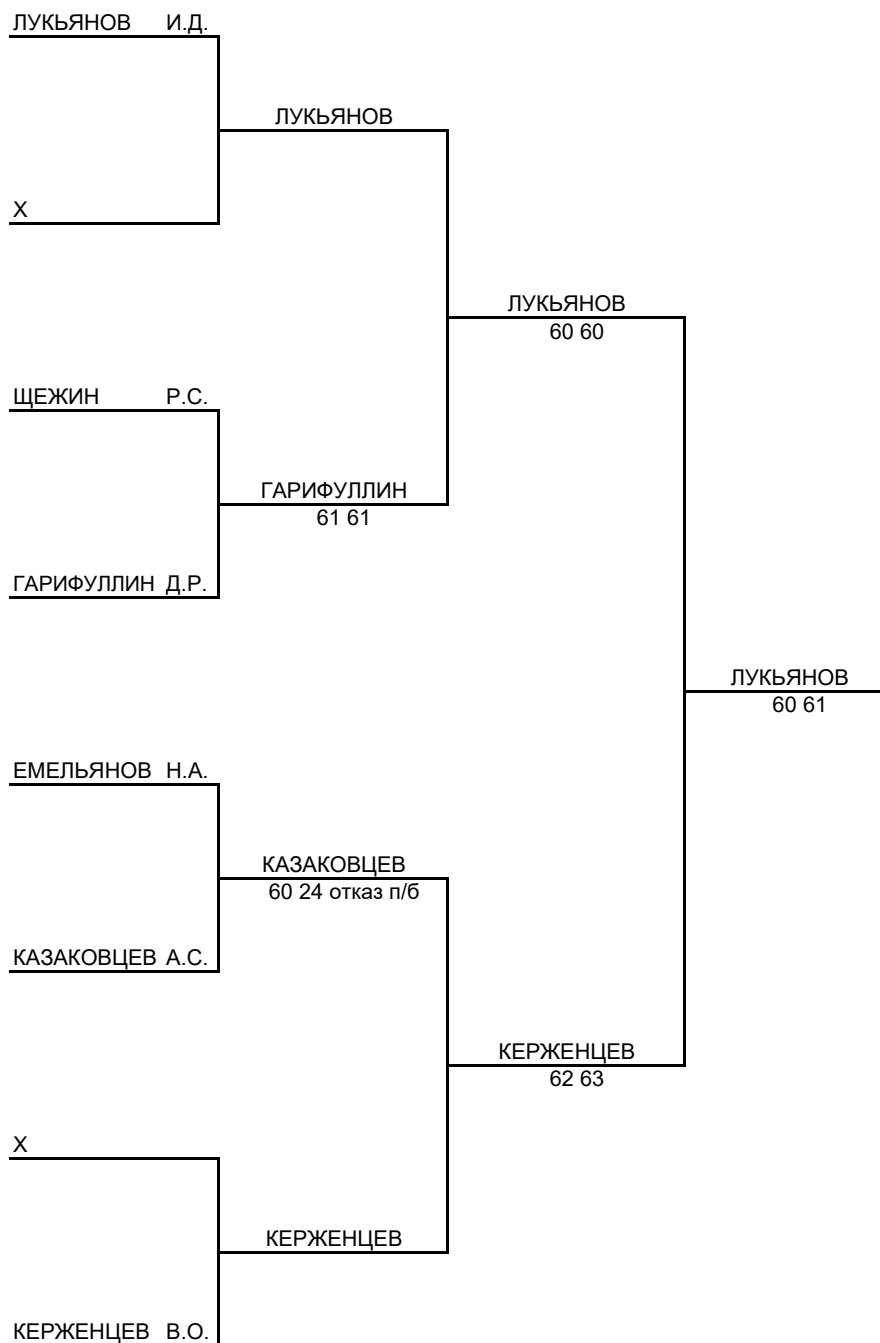 ЛУКЬЯНОВ И.Д.
ЛУКЬЯНОВ
Х
ЛУКЬЯНОВ
60 60
ЩЕЖИН Р.С.
ГАРИФУЛЛИН
61 61
ГАРИФУЛЛИН Д.Р.
ЛУКЬЯНОВ
60 61
ЕМЕЛЬЯНОВ Н.А.
КАЗАКОВЦЕВ
60 24 отказ п/б
КАЗАКОВЦЕВ А.С.
КЕРЖЕНЦЕВ
62 63
Х
КЕРЖЕНЦЕВ
КЕРЖЕНЦЕВ В.О.